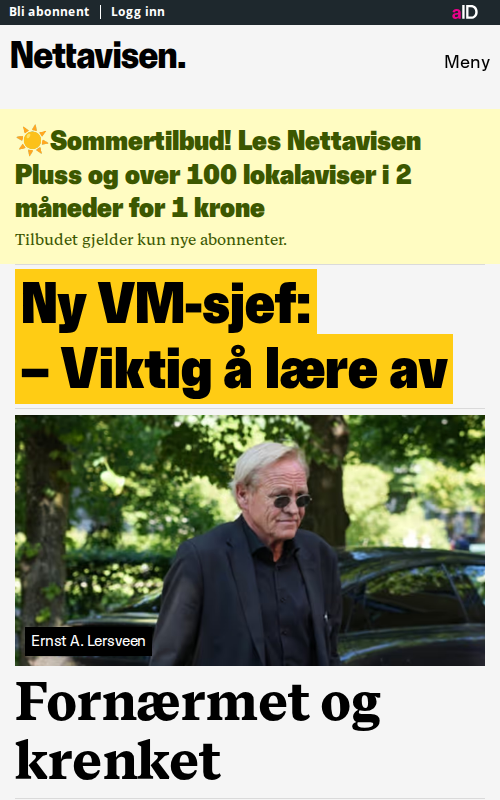 Bli abonnent
Logg inn
aID
Nettavisen.
Meny
☀️Sommertilbud! Les Nettavisen
Pluss og over 100 lokalaviser i 2
måneder for 1 krone
Tilbudet gjelder kun nye abonnenter.
Ny VM-sjef:
– Viktig å lære av
Ernst A. Lersveen
Fornærmet og
krenket